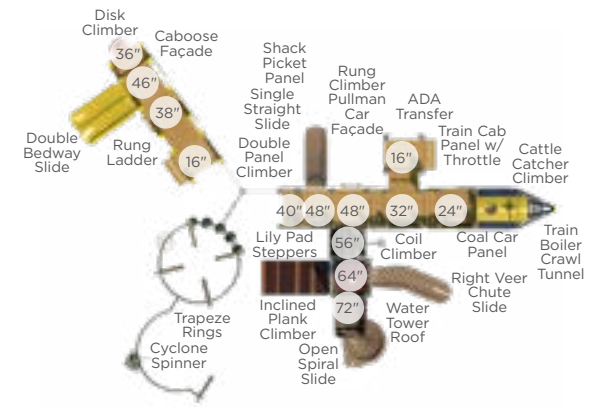 Disk
Climber
Caboose
Façade
36"
46"
38"
16"
Double
Bedway
Slide
Rung
Ladder
Shack
Picket
Panel
Single
Straight
Slide
Double
Panel
Climber
Rung
Climber
Pullman
Car
Façade
ADA
Transfer
16"
Train Cab
Panel w/
Throttle
Cattle
Catcher
Climber
40" 48" 48" 32" 24"
Lily Pad
Steppers
56"
Coil
Climber
Coal Car
Panel
Train
Boiler
Crawl
Tunnel
64"
72"
Inclined
Plank
Climber
Right Veer
Chute
Slide
Water
Tower
Roof
Trapeze
Rings
Cyclone
Spinner
Open
Spiral
Slide